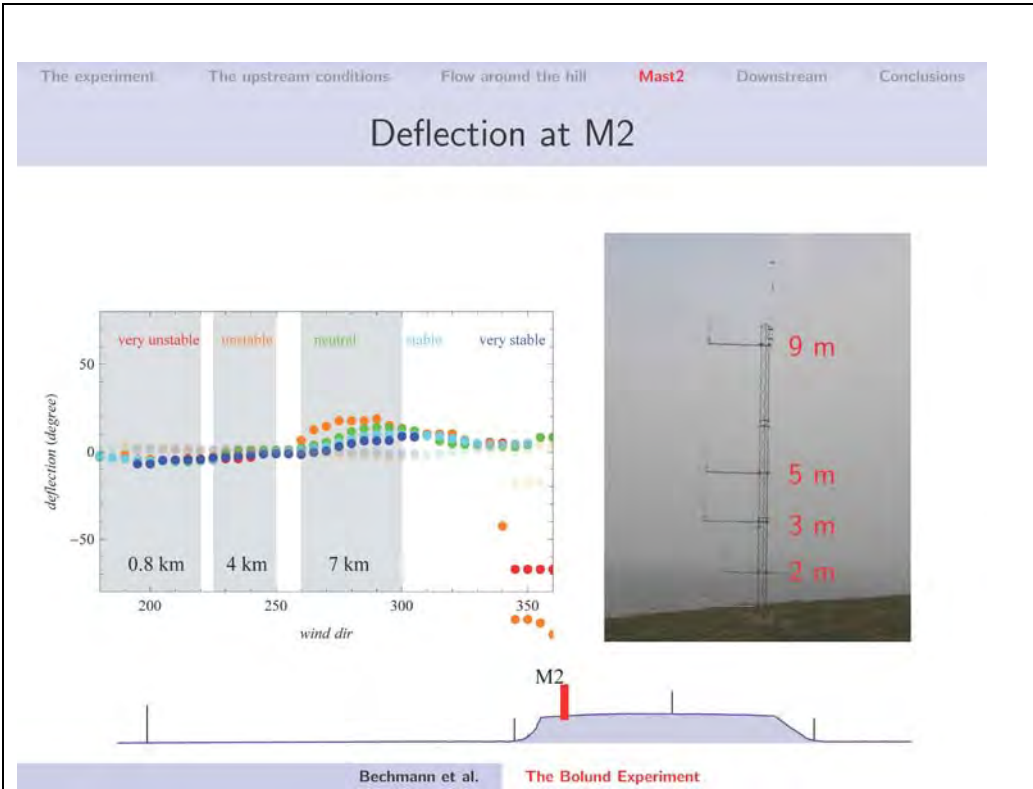 The experiment The upstream conditions Flow around the hill Mast2 Downstream Conclusions
Deflection at M2
very unstable unstable neutral stable very stable
50
0
−50
deflection (degree)
0.8 km 4 km 7 km
200 250 300 350
wind dir
9 m
5 m
3 m
2 m
M2
Bechmann et al. The Bolund Experiment